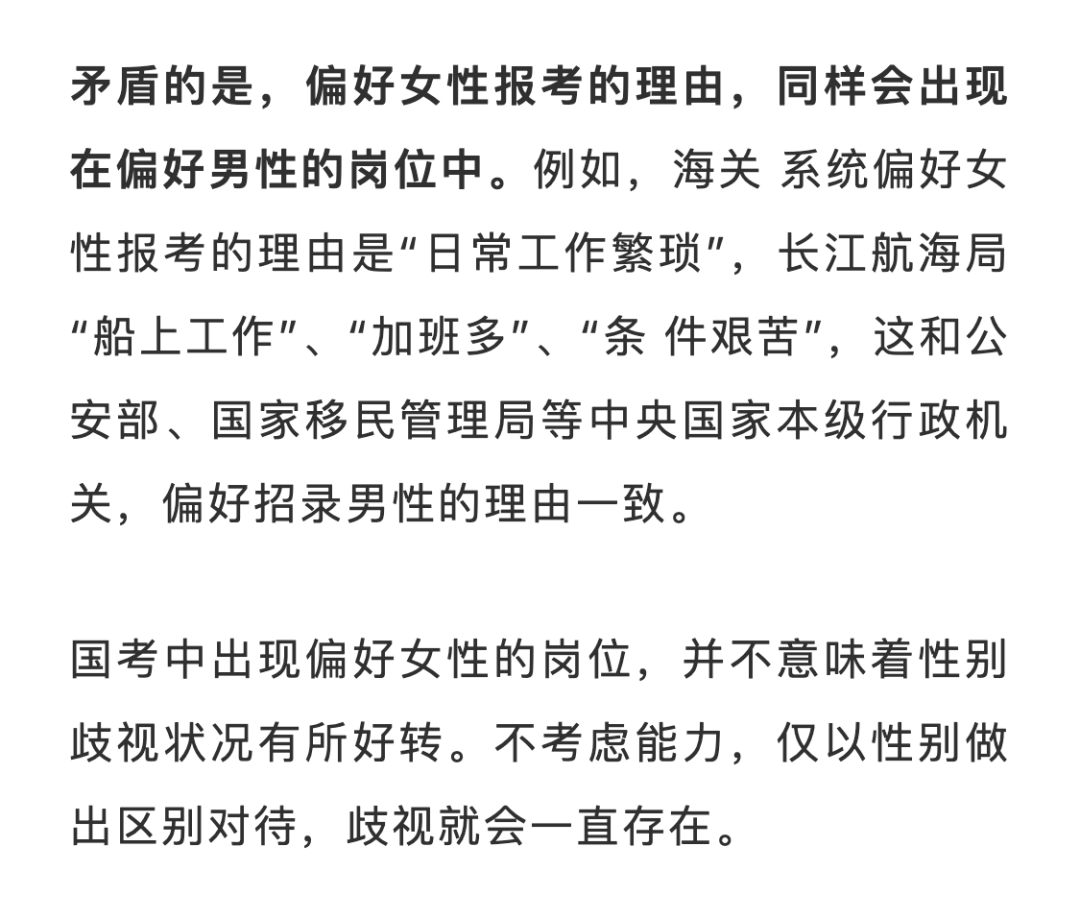 矛盾的是，偏好女性报考的理由，同样会出现
在偏好男性的岗位中。例如，海关 系统偏好女
性报考的理由是“日常工作繁琐”，长江航海局
“船上工作”、“加班多”、“条 件艰苦”，这和公
安部、国家移民管理局等中央国家本级行政机
关，偏好招录男性的理由一致。
国考中出现偏好女性的岗位，并不意味着性别
歧视状况有所好转。不考虑能力，仅以性别做
出区别对待，歧视就会一直存在。